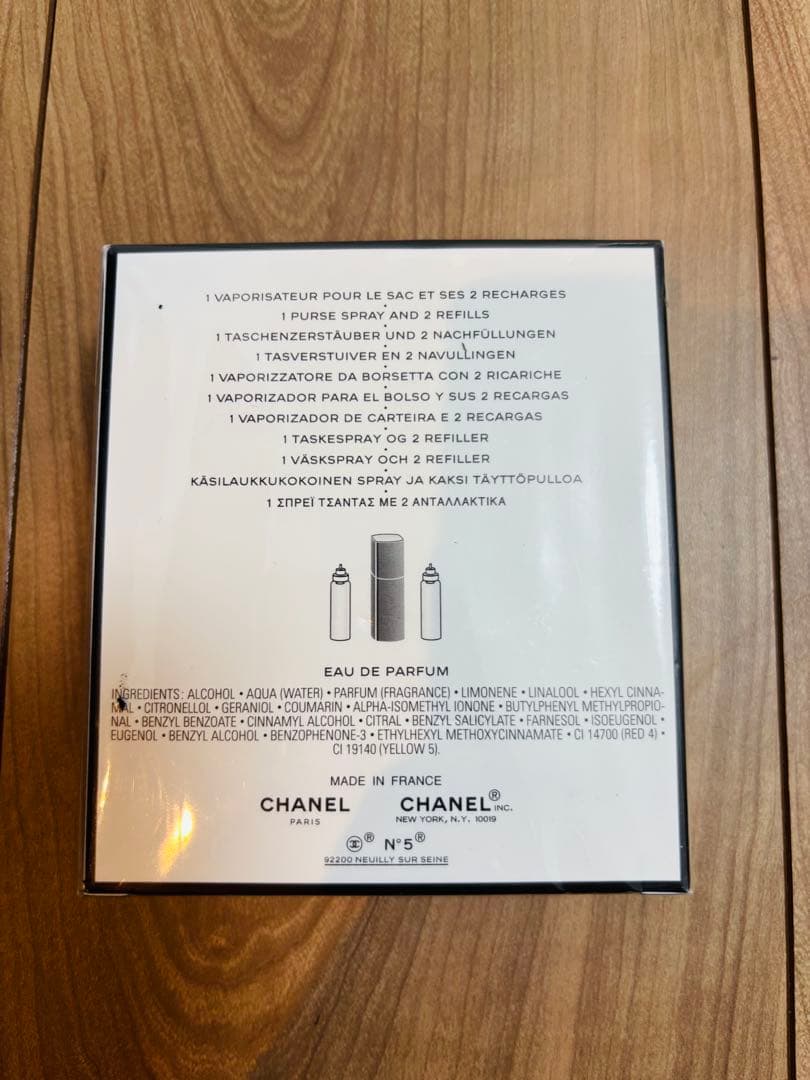 1 VAPORISATEUR POUR LE SAC ET SES 2 RECHARGES
1 PURSE SPRAY AND 2 REFILLS
1 TASCHENZERSTÄUBER UND 2 NACHFÜLLUNGEN
1 TASVERSTUIVER EN 2 NAVULLINGEN
1 VAPORIZZATORE DA BORSETTA CON 2 RICARICHE
1 VAPORIZADOR PARA EL BOLSO Y SUS 2 RECARGAS
1 VAPORIZADOR DE CARTEIRA E 2 RECARGAS
1 TASKESPRAY OG 2 REFILLER
1 VÄSKSPRAY OCH 2 REFILLER
KÄSILAUKKUKOKOINEN SPRAY JA KAKSI TÄYTTÖPULLOA
1 ΣΠΡΕΪ ΤΣΑΝΤΑΣ ΜΕ 2 ΑΝΤΑΛΛΑΚΤΙΚΑ
EAU DE PARFUM
INGREDIENTS: ALCOHOL • AQUA (WATER) • PARFUM (FRAGRANCE) • LIMONENE • LINALOOL • HEXYL CINNA-
MAL • CITRONELLOL • GERANIOL • COUMARIN • ALPHA-ISOMETHYL IONONE • BUTYLPHENYL METHYLPROPIO-
NAL • BENZYL BENZOATE • CINNAMYL ALCOHOL • CITRAL • BENZYL SALICYLATE • FARNESOL • ISOEUGENOL •
EUGENOL • BENZYL ALCOHOL • BENZOPHENONE-3 • ETHYLHEXYL METHOXYCINNAMATE • CI 14700 (RED 4) •
CI 19140 (YELLOW 5).
MADE IN FRANCE
CHANEL CHANEL® INC.
PARIS NEW YORK, N.Y. 10019
® N°5®
92200 NEUILLY SUR SEINE